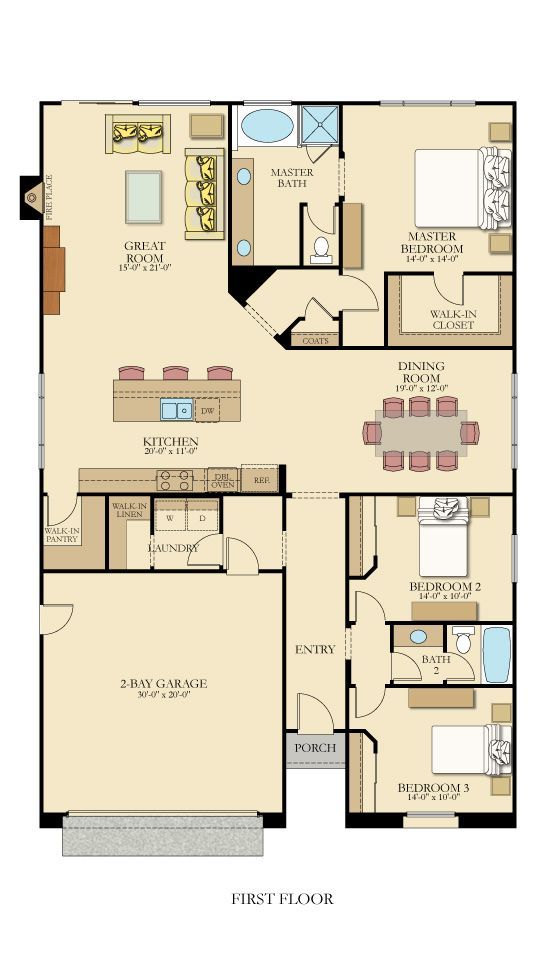 MASTER
BATH
FIRE PLACE
GREAT
ROOM
15'-0" x 21'-0"
MASTER
BEDROOM
14'-0" x 14'-0"
WALK-IN
CLOSET
COATS
DINING
ROOM
19'-0" x 12'-0"
DW
KITCHEN
20'-0" x 11'-0"
DBL
OVEN
REF.
WALK-IN
LINEN
W
D
WALK-IN
PANTRY
LAUNDRY
BEDROOM 2
14'-0" x 10'-0"
ENTRY
BATH
2
2-BAY GARAGE
30'-0" x 20'-0"
PORCH
BEDROOM 3
14'-0" x 10'-0"
FIRST FLOOR